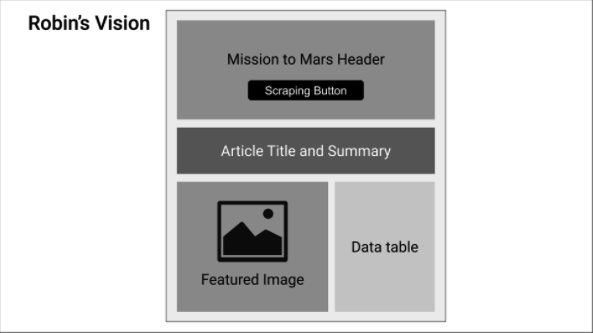 Robin’s Vision
Mission to Mars Header
Scraping Button
Article Title and Summary
Featured Image
Data table